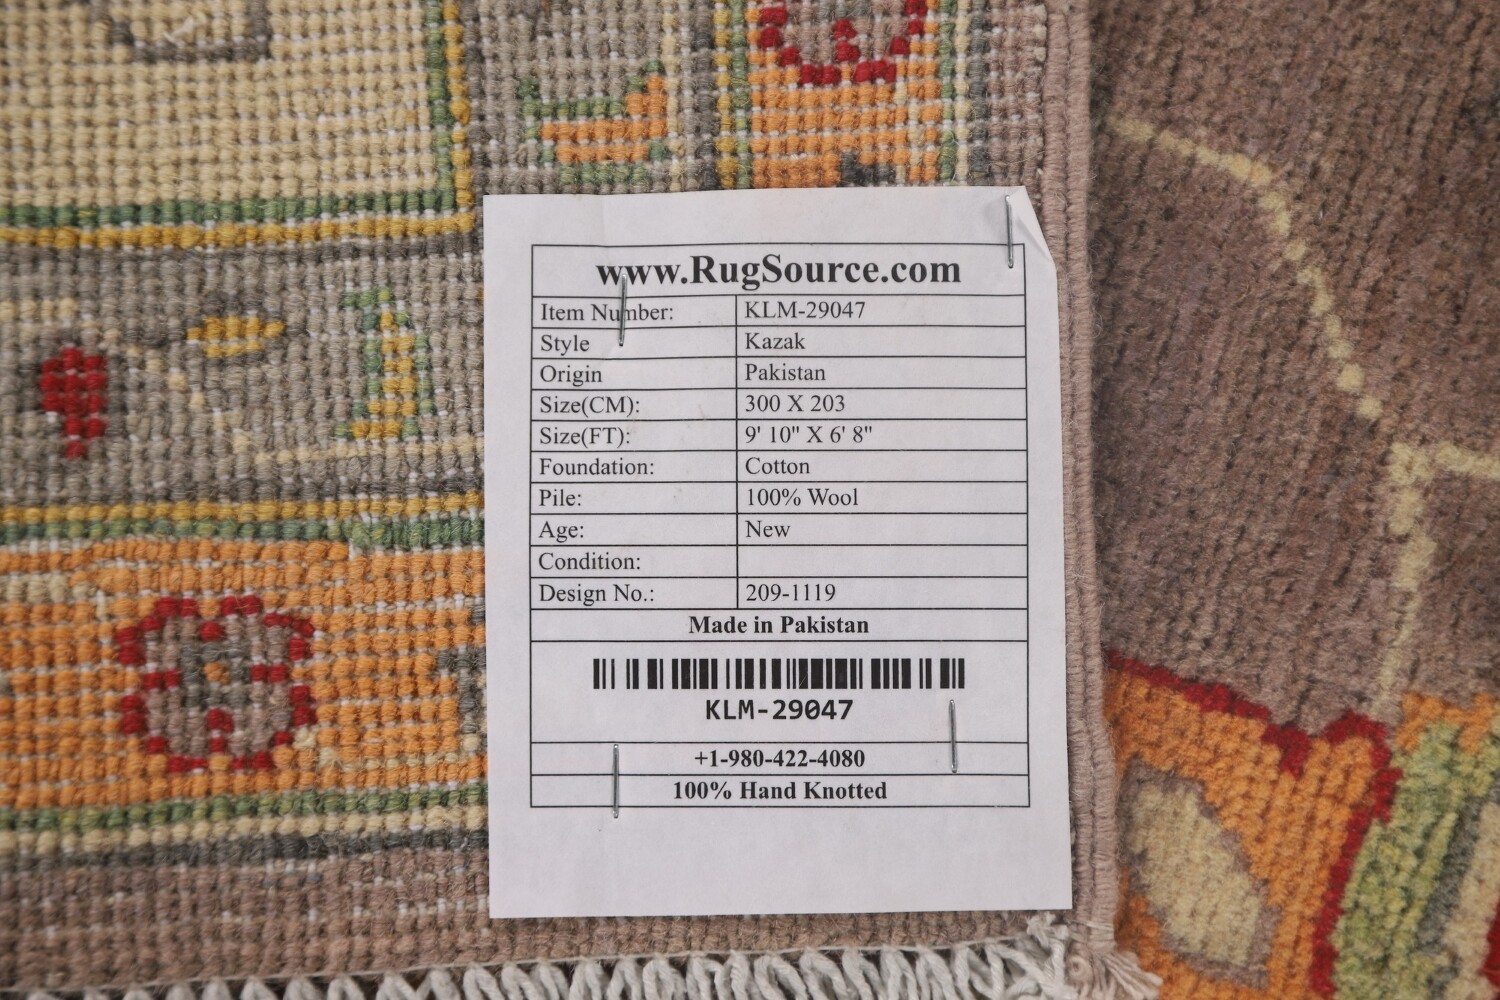 www.RugSource.com
Item Number: KLM-29047
Style Kazak
Origin Pakistan
Size(CM): 300 X 203
Size(FT): 9' 10" X 6' 8"
Foundation: Cotton
Pile: 100% Wool
Age: New
Condition:
Design No.: 209-1119
Made in Pakistan
KLM-29047
+1-980-422-4080
100% Hand Knotted